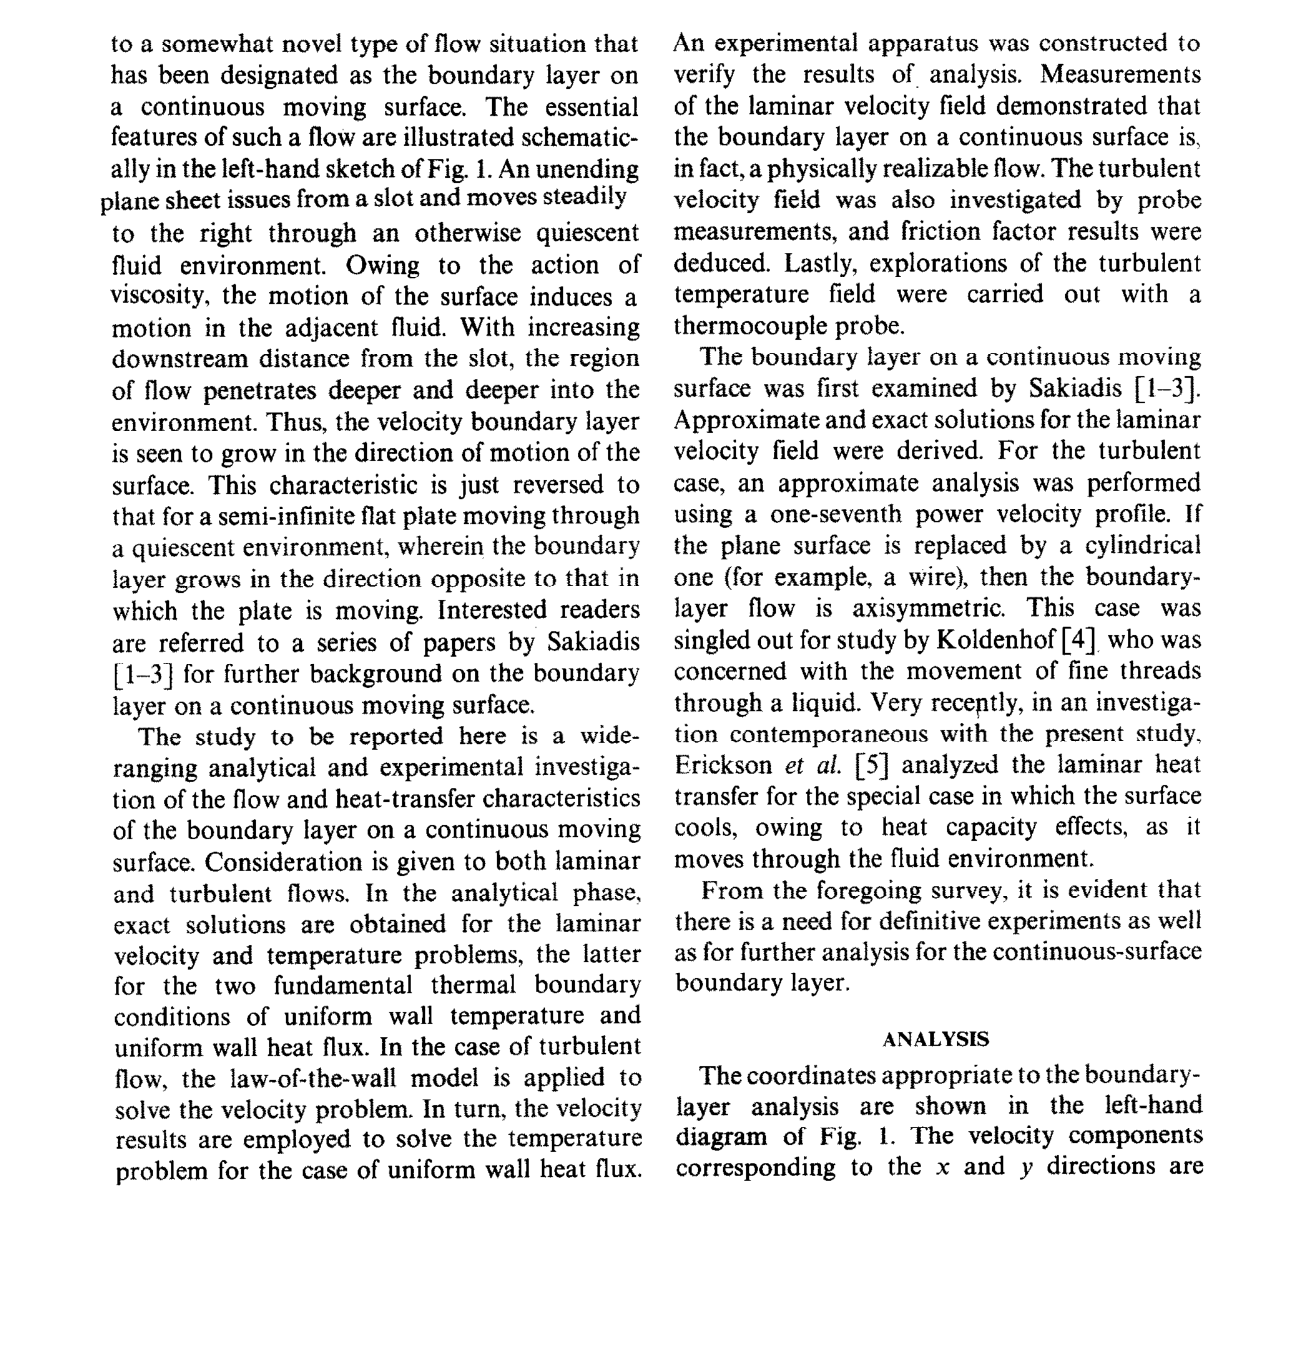 to a somewhat novel type of flow situation that
has been designated as the boundary layer on
a continuous moving surface. The essential
features of such a flow are illustrated schematic-
ally in the left-hand sketch of Fig. 1. An unending
plane sheet issues from a slot and moves steadily
to the right through an otherwise quiescent
fluid environment. Owing to the action of
viscosity, the motion of the surface induces a
motion in the adjacent fluid. With increasing
downstream distance from the slot, the region
of flow penetrates deeper and deeper into the
environment. Thus, the velocity boundary layer
is seen to grow in the direction of motion of the
surface. This characteristic is just reversed to
that for a semi-infinite flat plate moving through
a quiescent environment, wherein the boundary
layer grows in the direction opposite to that in
which the plate is moving. Interested readers
are referred to a series of papers by Sakiadis
[1–3] for further background on the boundary
layer on a continuous moving surface.
The study to be reported here is a wide-
ranging analytical and experimental investiga-
tion of the flow and heat-transfer characteristics
of the boundary layer on a continuous moving
surface. Consideration is given to both laminar
and turbulent flows. In the analytical phase,
exact solutions are obtained for the laminar
velocity and temperature problems, the latter
for the two fundamental thermal boundary
conditions of uniform wall temperature and
uniform wall heat flux. In the case of turbulent
flow, the law-of-the-wall model is applied to
solve the velocity problem. In turn, the velocity
results are employed to solve the temperature
problem for the case of uniform wall heat flux.
An experimental apparatus was constructed to
verify the results of analysis. Measurements
of the laminar velocity field demonstrated that
the boundary layer on a continuous surface is,
in fact, a physically realizable flow. The turbulent
velocity field was also investigated by probe
measurements, and friction factor results were
deduced. Lastly, explorations of the turbulent
temperature field were carried out with a
thermocouple probe.
The boundary layer on a continuous moving
surface was first examined by Sakiadis [1–3].
Approximate and exact solutions for the laminar
velocity field were derived. For the turbulent
case, an approximate analysis was performed
using a one-seventh power velocity profile. If
the plane surface is replaced by a cylindrical
one (for example, a wire), then the boundary-
layer flow is axisymmetric. This case was
singled out for study by Koldenhof [4] who was
concerned with the movement of fine threads
through a liquid. Very recently, in an investiga-
tion contemporaneous with the present study,
Erickson et al. [5] analyzed the laminar heat
transfer for the special case in which the surface
cools, owing to heat capacity effects, as it
moves through the fluid environment.
From the foregoing survey, it is evident that
there is a need for definitive experiments as well
as for further analysis for the continuous-surface
boundary layer.
ANALYSIS
The coordinates appropriate to the boundary-
layer analysis are shown in the left-hand
diagram of Fig. 1. The velocity components
corresponding to the x and y directions are